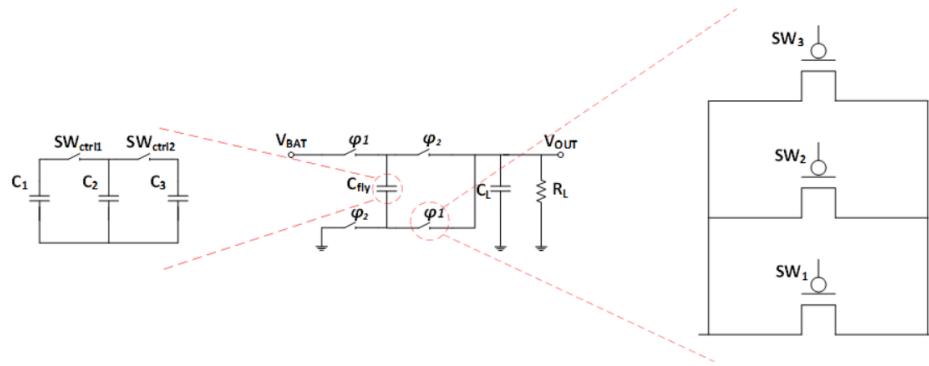 SWctrl1 SWctrl2
C1 C2 C3
VBAT φ1 φ2 VOUT
Cfly CL RL
φ2 φ1
SW3
SW2
SW1